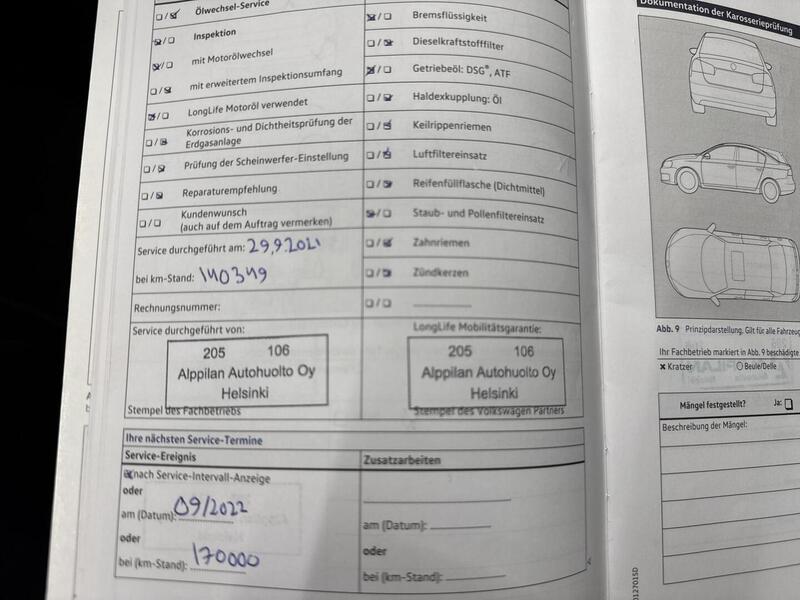 Ölwechsel-Service
Inspektion
mit Motorölwechsel
mit erweitertem Inspektionsumfang
LongLife Motoröl verwendet
Korrosions- und Dichtheitsprüfung der
Erdgasanlage
Prüfung der Scheinwerfer-Einstellung
Reparaturempfehlung
Kundenwunsch
(auch auf dem Auftrag vermerken)
Service durchgeführt am: 29.9.2021
bei km-Stand: 140349
Rechnungsnummer:
Bremsflüssigkeit
Dieselkraftstofffilter
Getriebeöl: DSG®, ATF
Haldexkupplung: Öl
Keilrippenriemen
Luftfiltereinsatz
Reifenfüllflasche (Dichtmittel)
Staub- und Pollenfiltereinsatz
Zahnriemen
Zündkerzen
Service durchgeführt von:
205 106
Alppilan Autohuolto Oy
Helsinki
Stempel des Fachbetriebs
LongLife Mobilitätsgarantie:
205 106
Alppilan Autohuolto Oy
Helsinki
Stempel des Volkswagen Partners
Ihre nächsten Service-Termine
Service-Ereignis
nach Service-Intervall-Anzeige
oder
am (Datum): 09/2022
oder
bei (km-Stand): 170000
Zusatzarbeiten
am (Datum):
oder
bei (km-Stand):
Dokumentation der Karosserieprüfung
Abb. 9 Prinzipdarstellung. Gilt für alle
Ihr Fachbetrieb markiert in Abb. 9 beschädigte
Kratzer
Beule/Delle
Mängel festgestellt? Ja:
Beschreibung der Mängel: